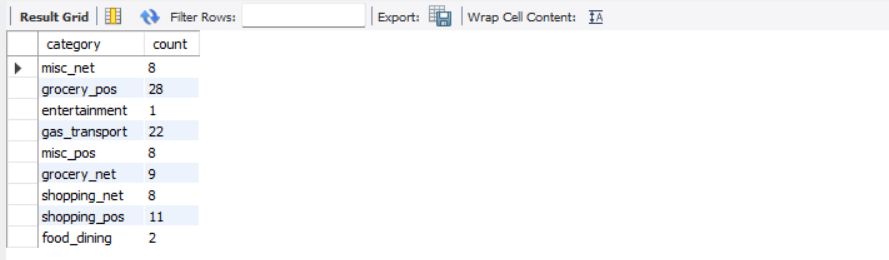 Result Grid Filter Rows: Export: Wrap Cell Content: IA
category count
misc_net 8
grocery_pos 28
entertainment 1
gas_transport 22
misc_pos 8
grocery_net 9
shopping_net 8
shopping_pos 11
food_dining 2